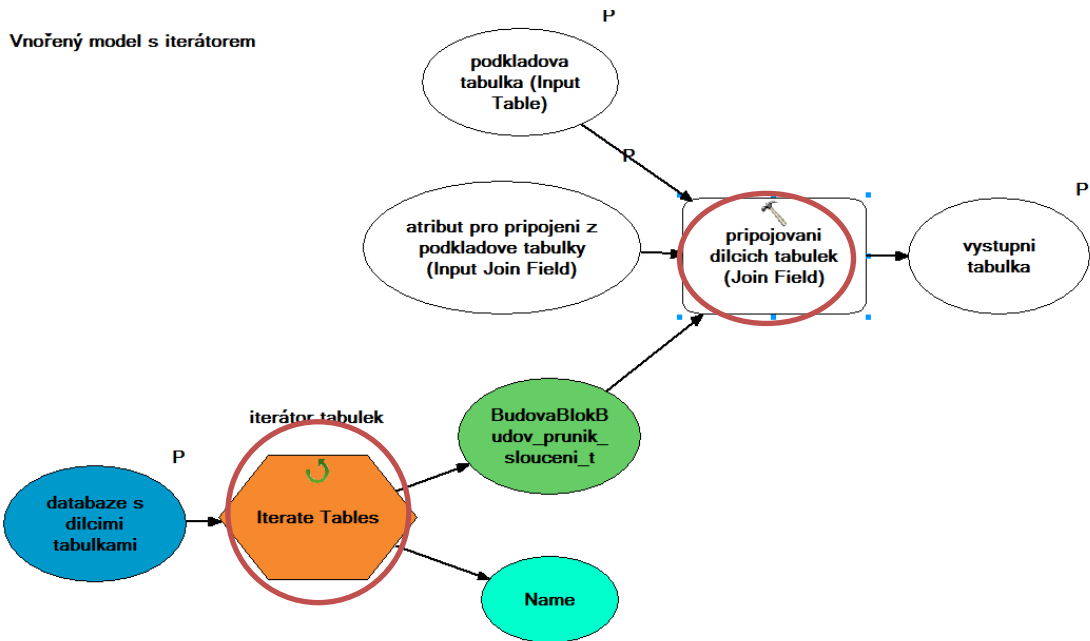 Vnořený model s iterátorem
P
podkladova
tabulka (Input
Table)
P
atribut pro pripojeni z
podkladove tabulky
(Input Join Field)
pripojovani
dilcich tabulek
(Join Field)
P
vystupni
tabulka
iterátor tabulek
BudovaBlokB
udov_prunik_
slouceni_t
P
databaze s
dilcimi
tabulkami
Iterate Tables
Name